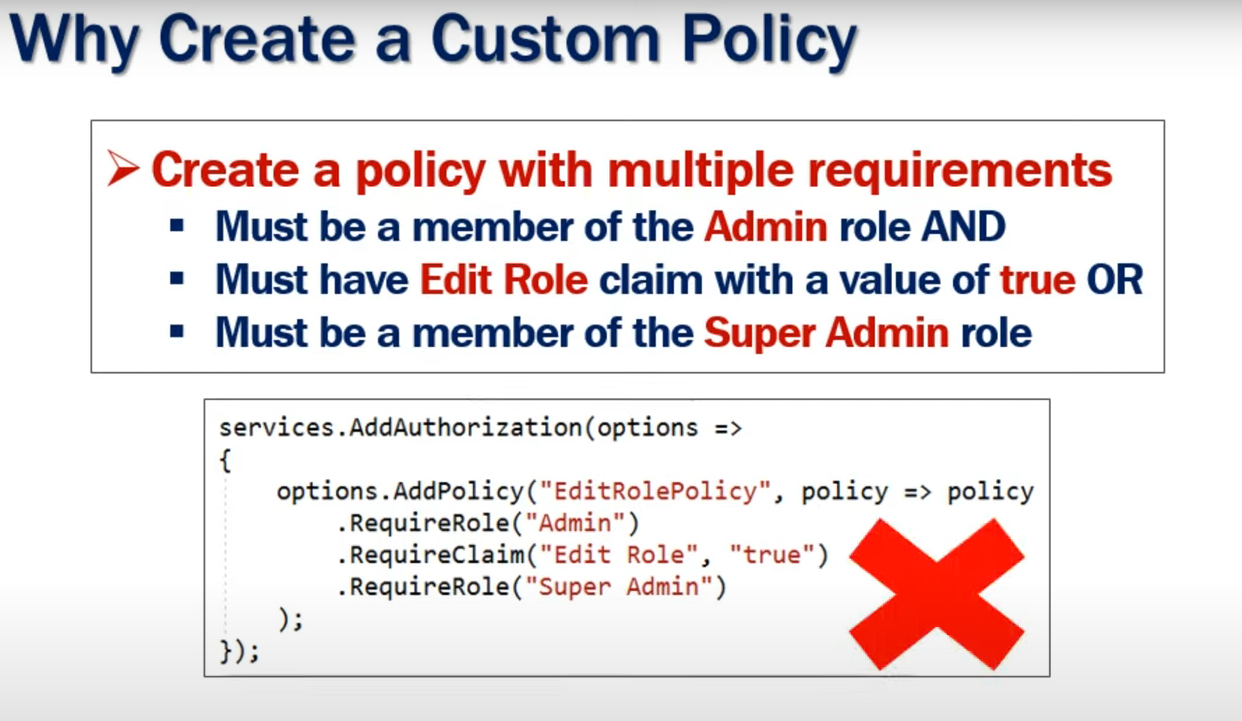 Why Create a Custom Policy
➢ Create a policy with multiple requirements
▪ Must be a member of the Admin role AND
▪ Must have Edit Role claim with a value of true OR
▪ Must be a member of the Super Admin role
services.AddAuthorization(options =>
{
    options.AddPolicy("EditRolePolicy", policy => policy
        .RequireRole("Admin")
        .RequireClaim("Edit Role", "true")
        .RequireRole("Super Admin")
    );
});